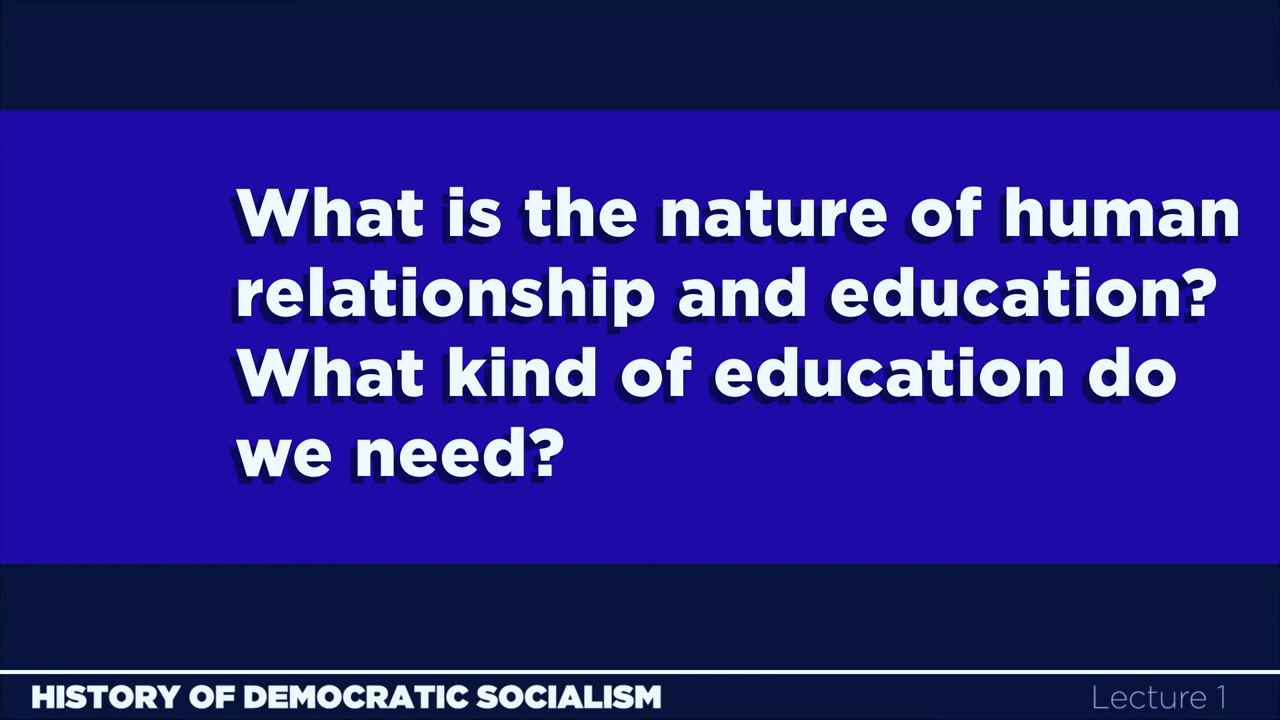 What is the nature of human
relationship and education?
What kind of education do
we need?
HISTORY OF DEMOCRATIC SOCIALISM
Lecture 1